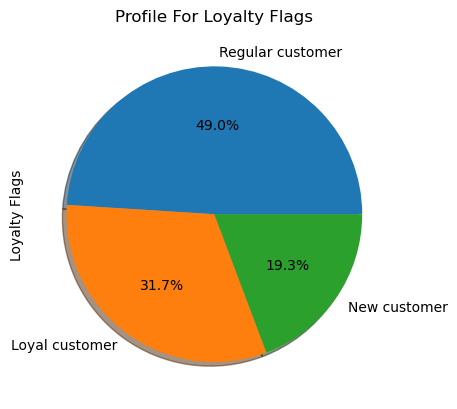 Profile For Loyalty Flags
Regular customer
49.0%
Loyalty Flags
31.7%
19.3%
New customer
Loyal customer